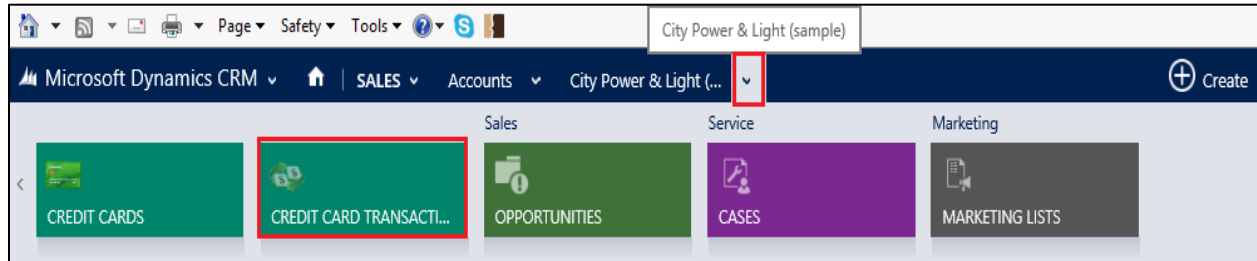 Page Safety Tools
City Power & Light (sample)
Microsoft Dynamics CRM SALES Accounts City Power & Light (... Create
Sales Service Marketing
CREDIT CARDS CREDIT CARD TRANSACTI... OPPORTUNITIES CASES MARKETING LISTS